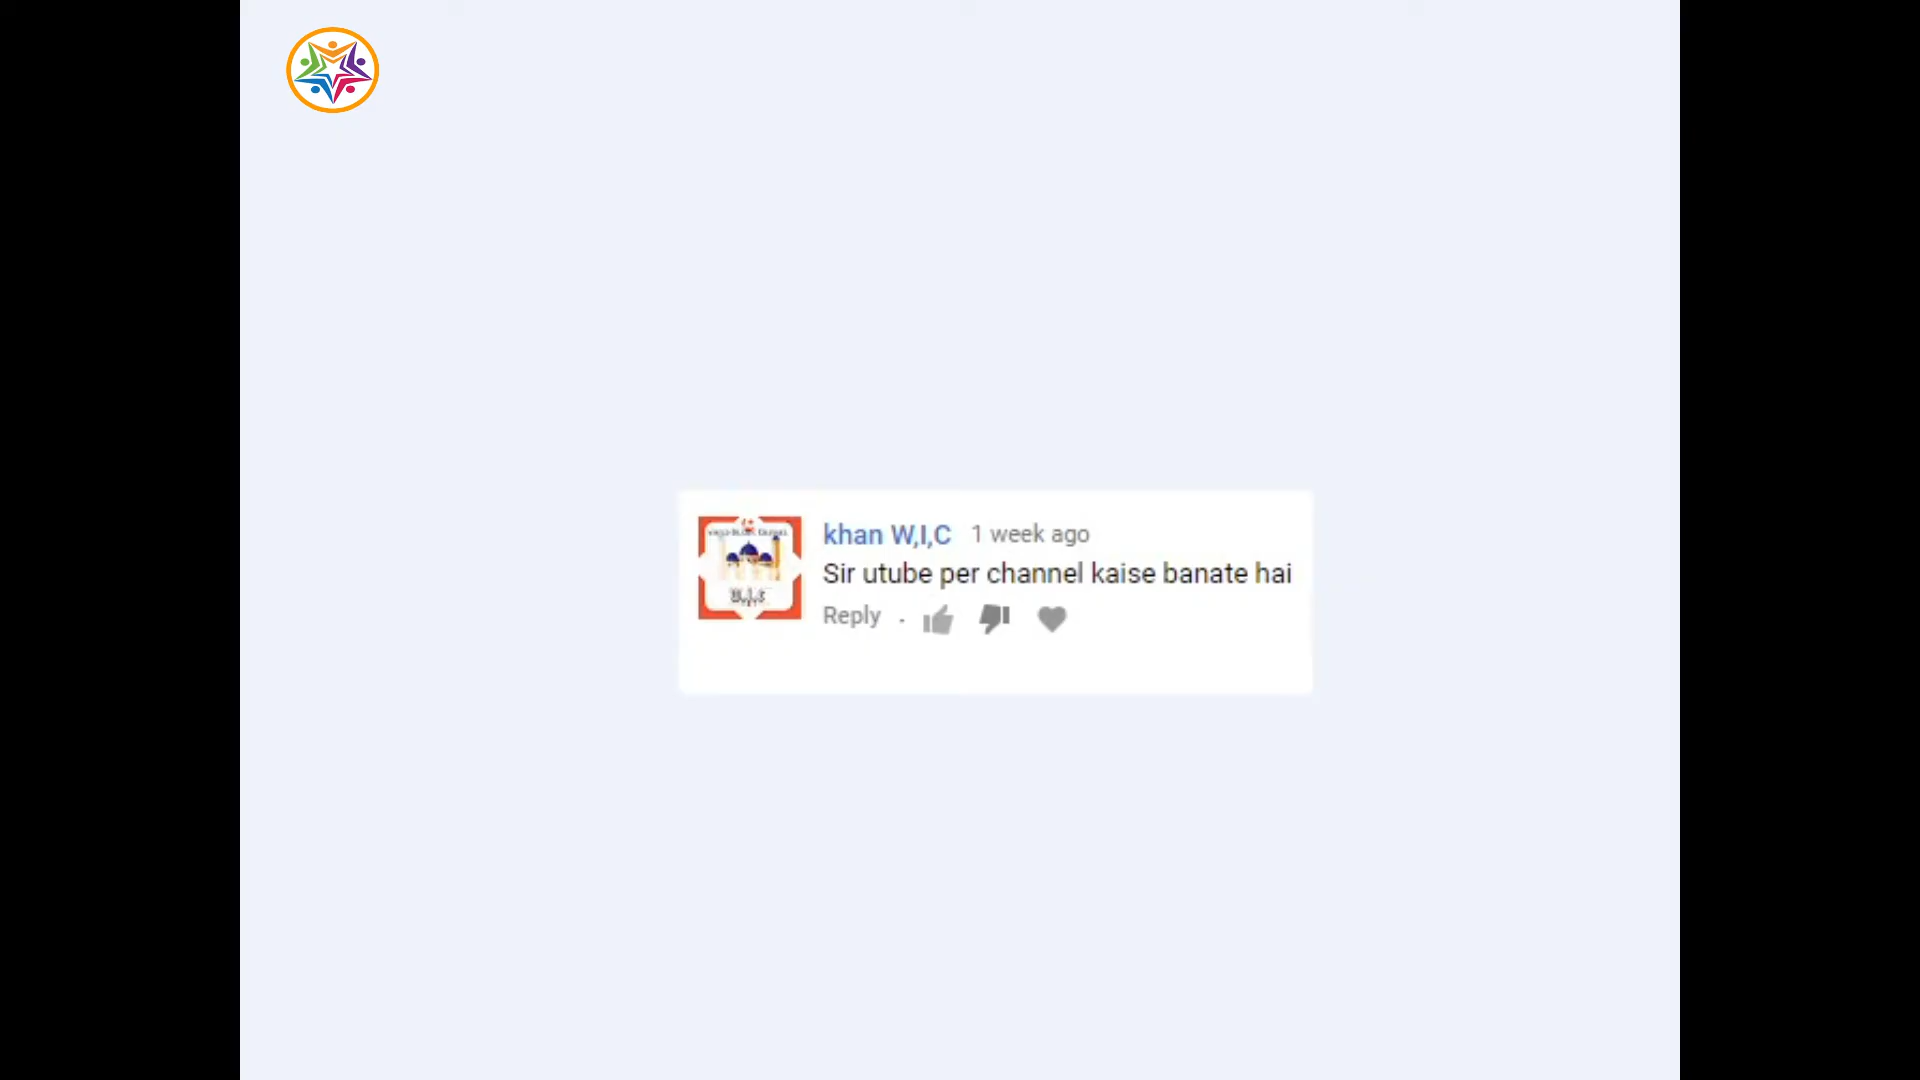 khan W,I,C 1 week ago
Sir utube per channel kaise banate hai
Reply .